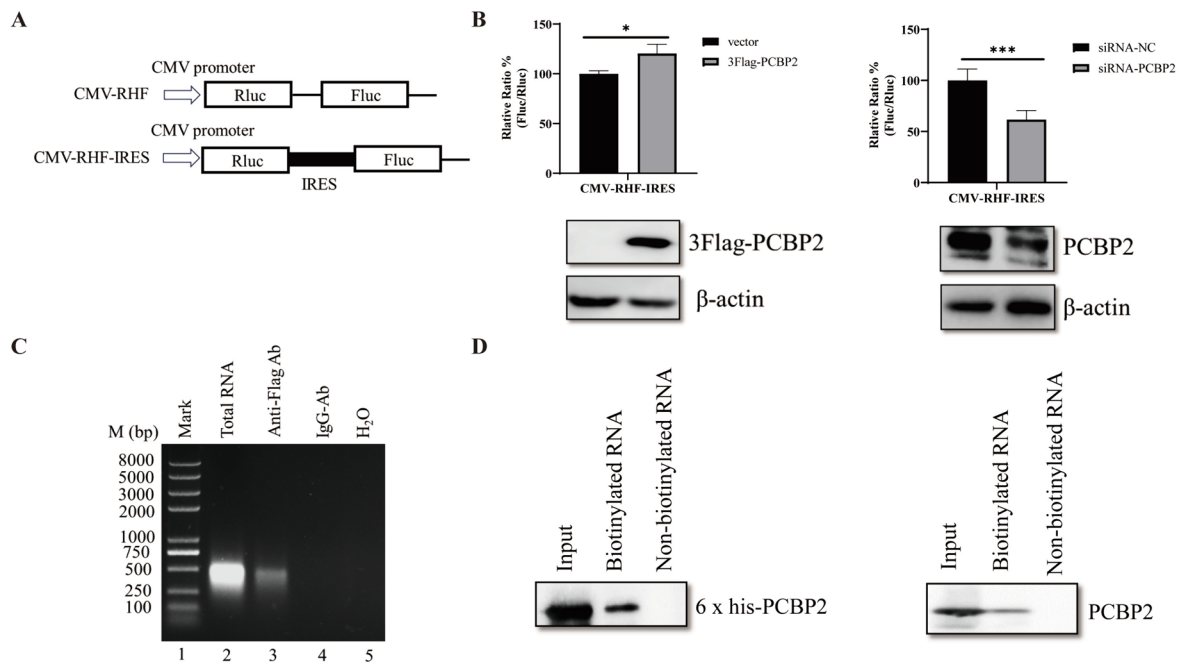 A
CMV promoter
CMV-RHF
Rluc
Fluc
CMV promoter
CMV-RHF-IRES
Rluc
Fluc
IRES
B
Rlative Ratio %
(Fluc/Rluc)
150
100
50
0
*
CMV-RHF-IRES
vector
3Flag-PCBP2
3Flag-PCBP2
β-actin
Rlative Ratio %
(Fluc/Rluc)
150
100
50
0
***
CMV-RHF-IRES
siRNA-NC
siRNA-PCBP2
PCBP2
β-actin
C
M (bp)
Mark
Total RNA
Anti-Flag Ab
IgG-Ab
H₂O
8000
5000
3000
2000
1000
750
500
250
100
1 2 3 4 5
D
Input
Biotinylated RNA
Non-biotinylated RNA
6 x his-PCBP2
Input
Biotinylated RNA
Non-biotinylated RNA
PCBP2